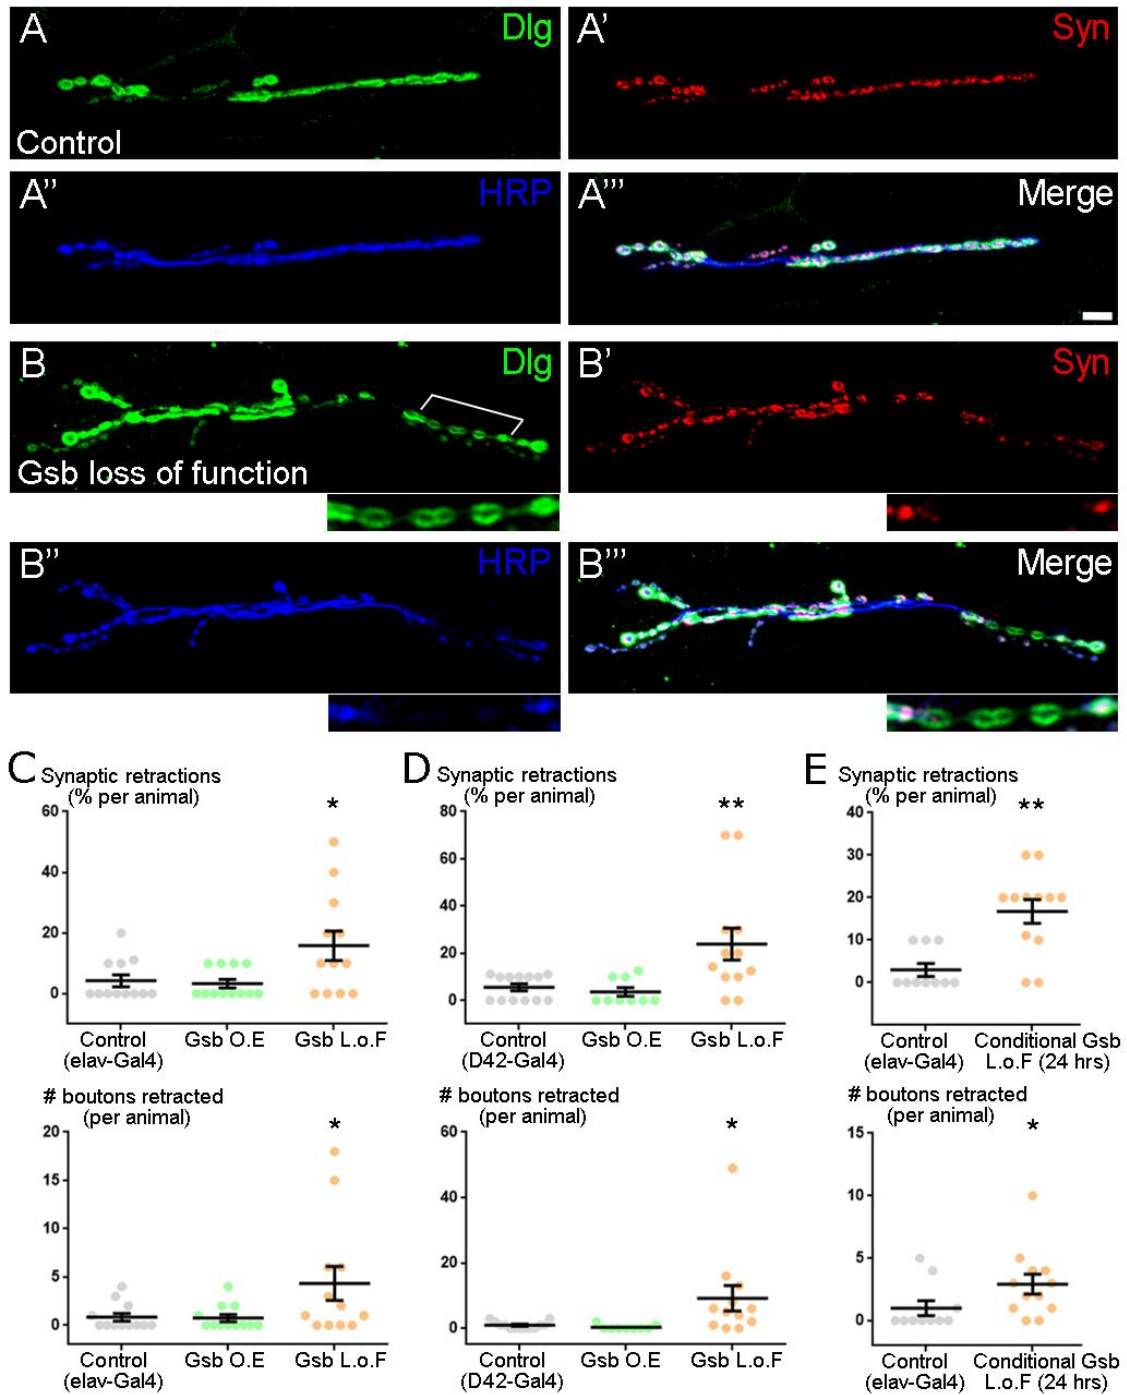 A Dlg
Control
A' Syn
A'' HRP
A''' Merge
B Dlg
Gsb loss of function
B' Syn
B'' HRP
B''' Merge
C Synaptic retractions
(% per animal)
60
40
20
0
*
Control
(elav-Gal4)
Gsb O.E
Gsb L.o.F
D Synaptic retractions
(% per animal)
80
60
40
20
0
**
Control
(D42-Gal4)
Gsb O.E
Gsb L.o.F
E Synaptic retractions
(% per animal)
40
30
20
10
0
**
Control
(elav-Gal4)
Conditional Gsb
L.o.F (24 hrs)
# boutons retracted
(per animal)
20
15
10
5
0
*
Control
(elav-Gal4)
Gsb O.E
Gsb L.o.F
# boutons retracted
(per animal)
60
40
20
0
*
Control
(D42-Gal4)
Gsb O.E
Gsb L.o.F
# boutons retracted
(per animal)
15
10
5
0
*
Control
(elav-Gal4)
Conditional Gsb
L.o.F (24 hrs)